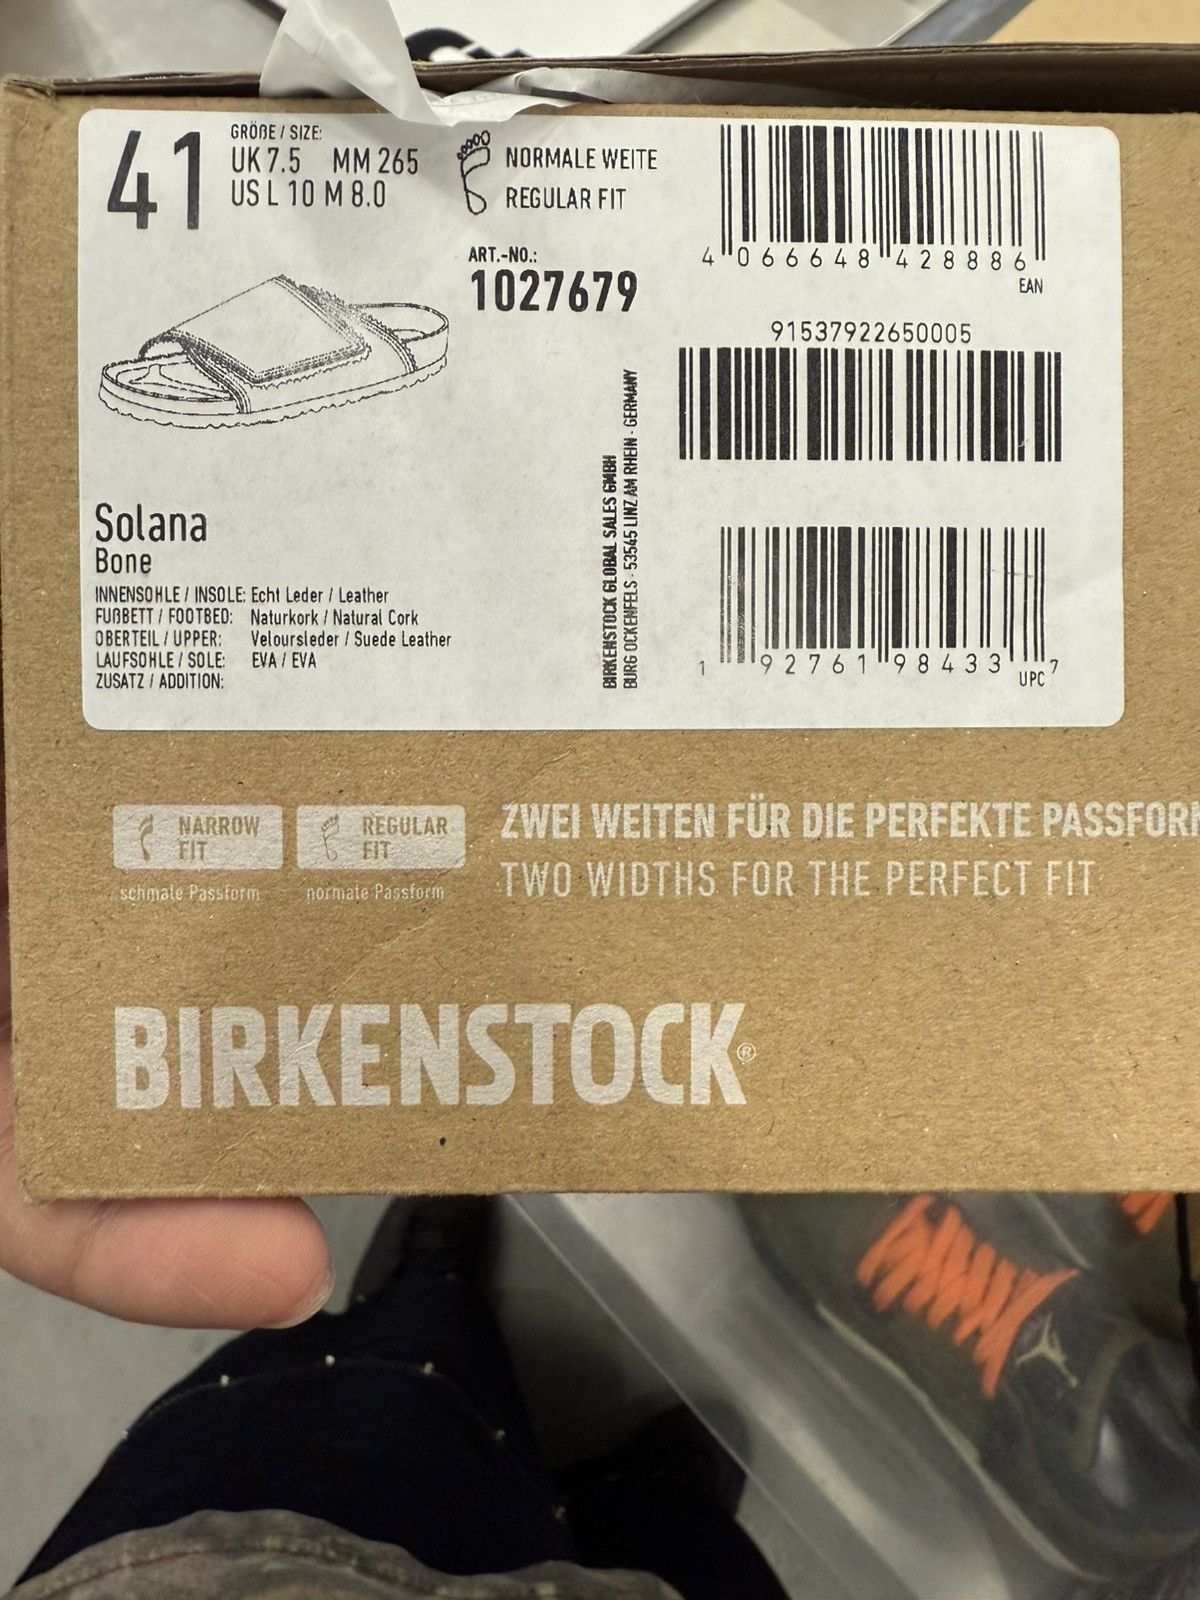 41
GRÖßE / SIZE:
UK 7.5 MM 265
US L 10 M 8.0
NORMALE WEITE
REGULAR FIT
ART.-NO.:
1027679
4 066648 428886
EAN
91537922650005
Solana
Bone
INNENSOHLE / INSOLE: Echt Leder / Leather
FUßBETT / FOOTBED: Naturkork / Natural Cork
OBERTEIL / UPPER: Veloursleder / Suede Leather
LAUFSOHLE / SOLE: EVA / EVA
ZUSATZ / ADDITION:
BIRKENSTOCK GLOBAL SALES GMBH
BURG OCKENFELS - 53545 LINZ AM RHEIN - GERMANY
1 92761 98433 7
UPC
NARROW FIT
schmale Passform
REGULAR FIT
normale Passform
ZWEI WEITEN FÜR DIE PERFEKTE PASSFOR
TWO WIDTHS FOR THE PERFECT FIT
BIRKENSTOCK®